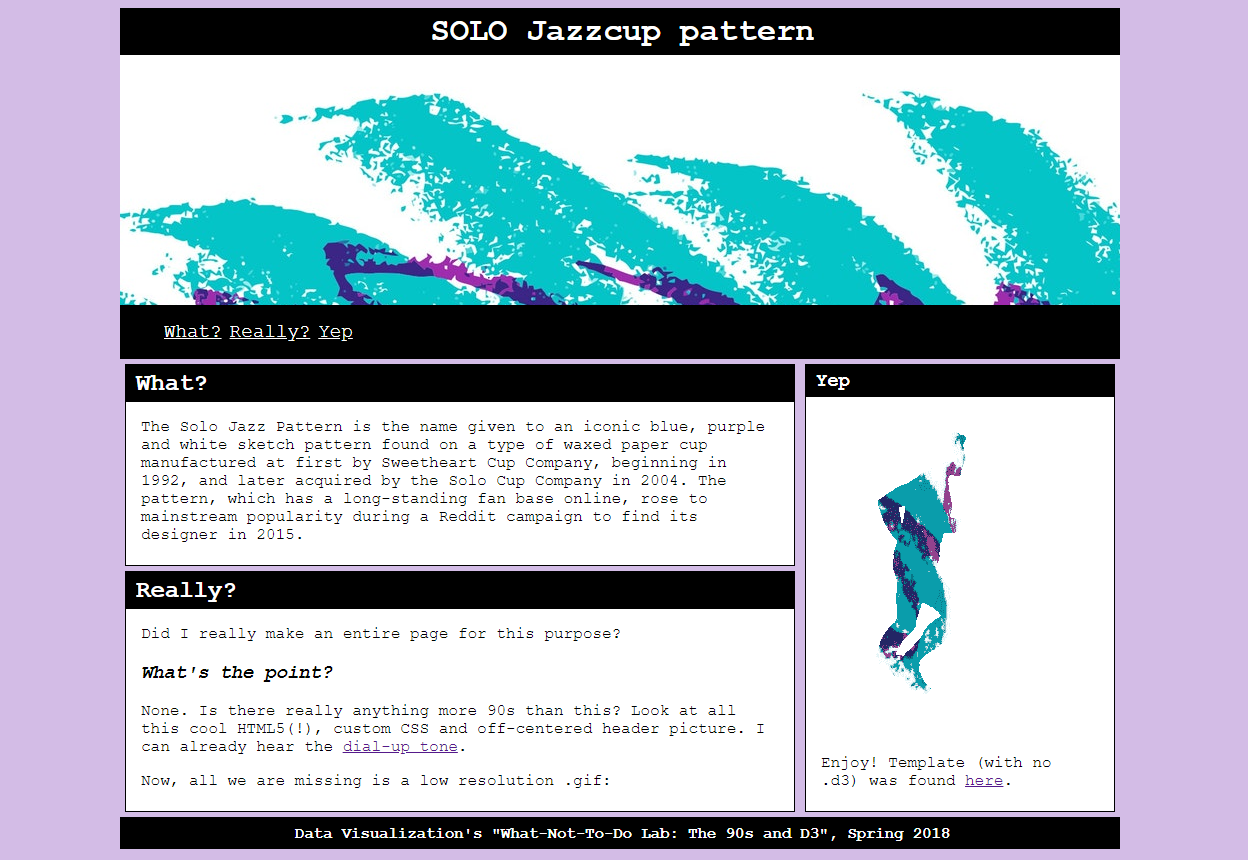 SOLO Jazzcup pattern
What? Really? Yep
What?
The Solo Jazz Pattern is the name given to an iconic blue, purple
and white sketch pattern found on a type of waxed paper cup
manufactured at first by Sweetheart Cup Company, beginning in
1992, and later acquired by the Solo Cup Company in 2004. The
pattern, which has a long-standing fan base online, rose to
mainstream popularity during a Reddit campaign to find its
designer in 2015.
Really?
Did I really make an entire page for this purpose?
What's the point?
None. Is there really anything more 90s than this? Look at all
this cool HTML5(!), custom CSS and off-centered header picture. I
can already hear the dial-up tone.
Now, all we are missing is a low resolution .gif:
Yep
Enjoy! Template (with no
.d3) was found here.
Data Visualization's "What-Not-To-Do Lab: The 90s and D3", Spring 2018